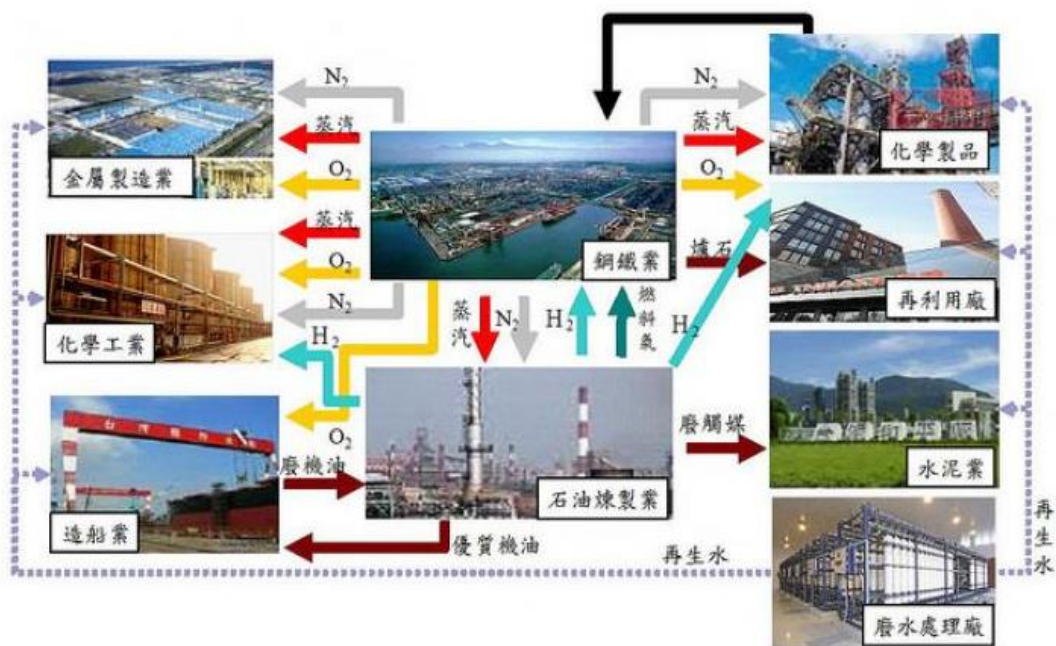 N₂
蒸汽
O₂
金屬製造業
蒸汽
O₂
N₂
H₂
化學工業
O₂
造船業
廢機油
優質機油
鋼鐵業
蒸汽
N₂
H₂
燃料氣
H₂
石油煉製業
N₂
蒸汽
O₂
化學製品
爐石
再利用廠
廢觸媒
水泥業
再生水
再生水
廢水處理廠